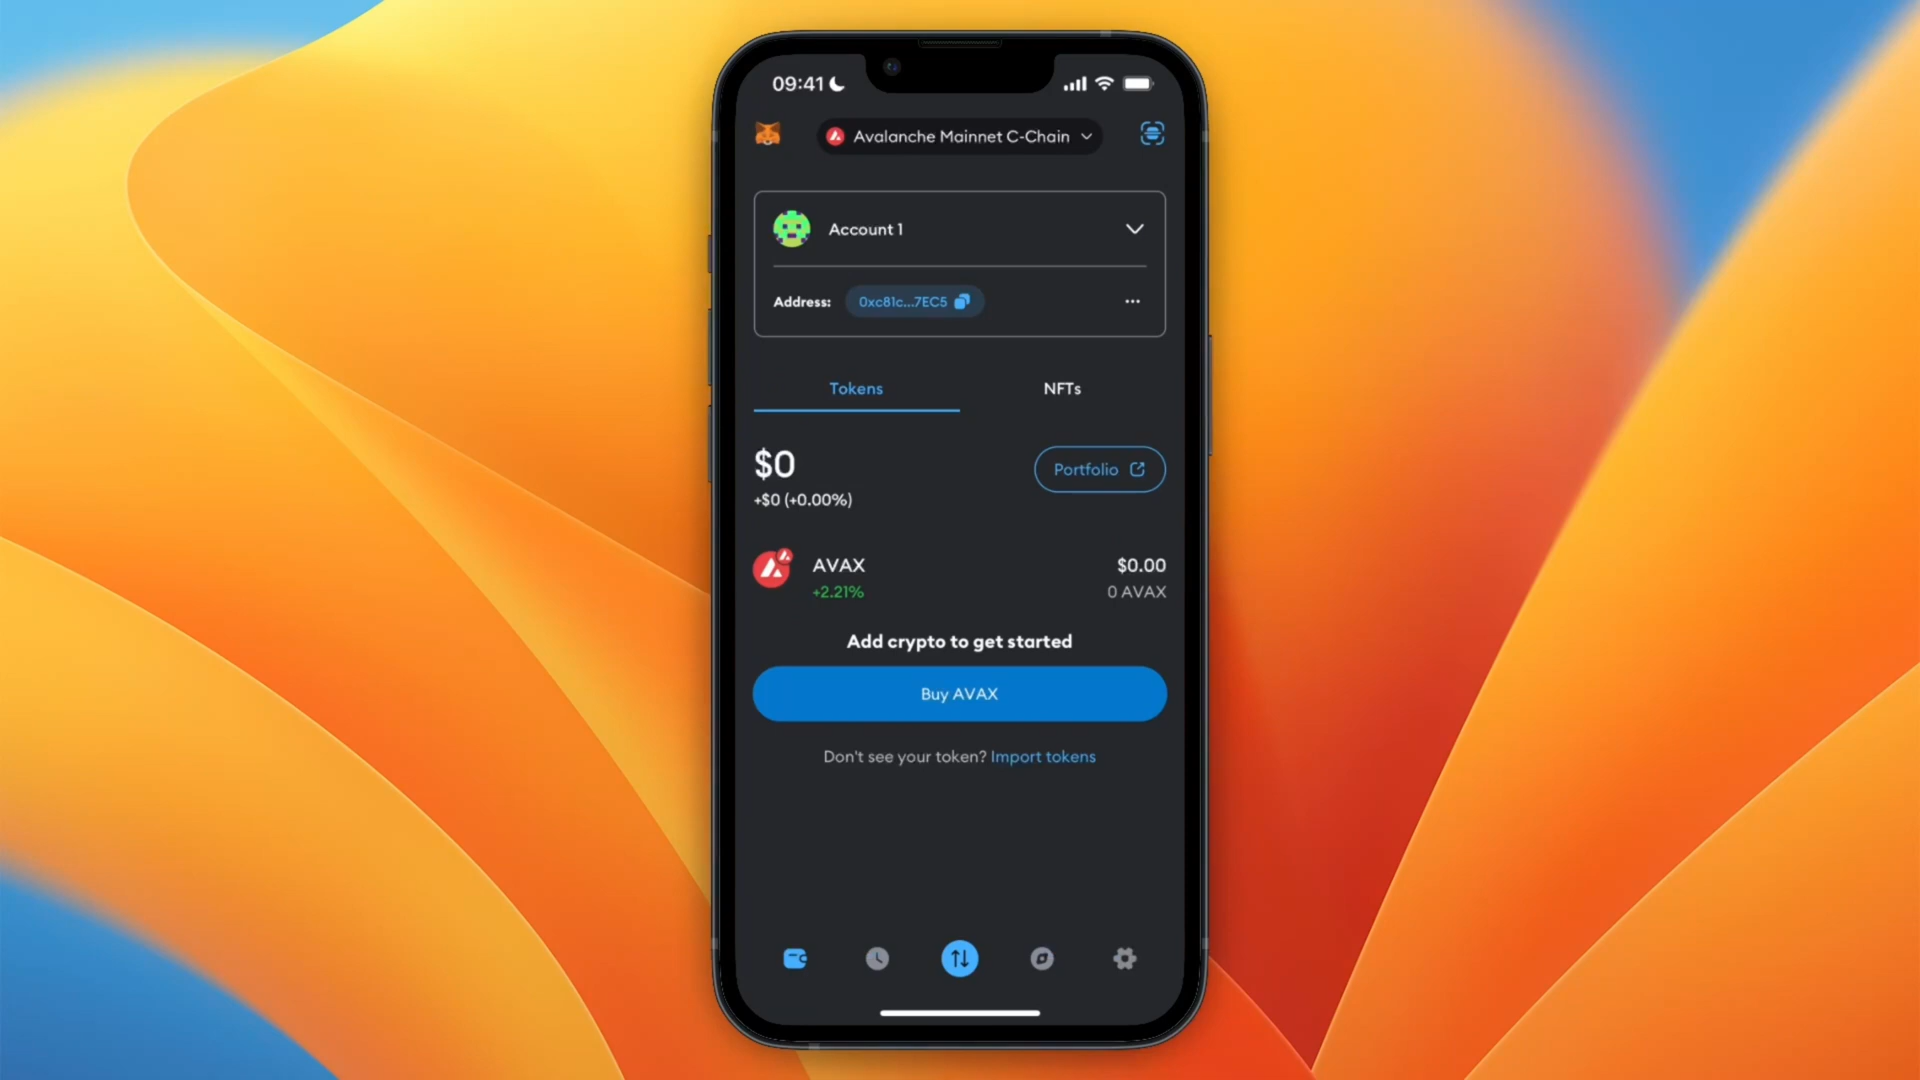 09:41
Avalanche Mainnet C-Chain
Account 1
Address: 0xc81c...7EC5
Tokens NFTs
$0
Portfolio
+$0 (+0.00%)
AVAX $0.00
+2.21% 0 AVAX
Add crypto to get started
Buy AVAX
Don't see your token? Import tokens